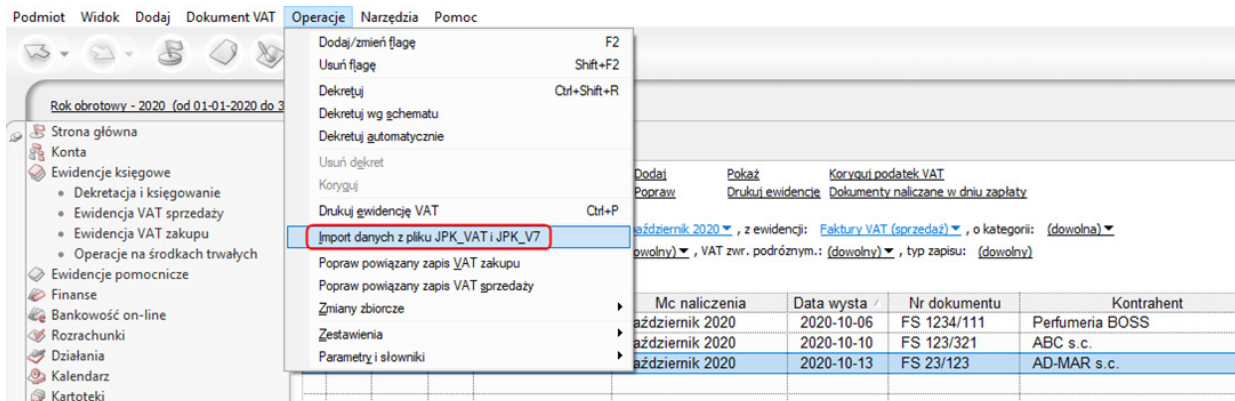 Podmiot Widok Dodaj Dokument VAT Operacje Narzędzia Pomoc
Rok obrotowy - 2020 (od 01-01-2020 do 3
Strona główna
Konta
Ewidencje księgowe
Dekretacja i księgowanie
Ewidencja VAT sprzedaży
Ewidencja VAT zakupu
Operacje na środkach trwałych
Ewidencje pomocnicze
Finanse
Bankowość on-line
Rozrachunki
Działania
Kalendarz
Kartoteki
Dodaj/zmień flagę F2
Usuń flagę Shift+F2
Dekretuj Ctrl+Shift+R
Dekretuj wg schematu
Dekretuj automatycznie
Usuń dekret
Koryguj
Drukuj ewidencję VAT Ctrl+P
Import danych z pliku JPK_VAT i JPK_V7
Popraw powiązany zapis VAT zakupu
Popraw powiązany zapis VAT sprzedaży
Zmiany zbiorcze
Zestawienia
Parametry i słowniki
Dodaj Pokaż Koryguj podatek VAT
Popraw Drukuj ewidencję Dokumenty naliczane w dniu zapłaty
aździernik 2020 , z ewidencji: Faktury VAT (sprzedaż) , o kategorii: (dowolna)
owolny) , VAT zwr. podróżnym.: (dowolny) , typ zapisu: (dowolny)
Mc naliczenia Data wysta Nr dokumentu Kontrahent
aździernik 2020 2020-10-06 FS 1234/111 Perfumeria BOSS
aździernik 2020 2020-10-10 FS 123/321 ABC s.c.
aździernik 2020 2020-10-13 FS 23/123 AD-MAR s.c.